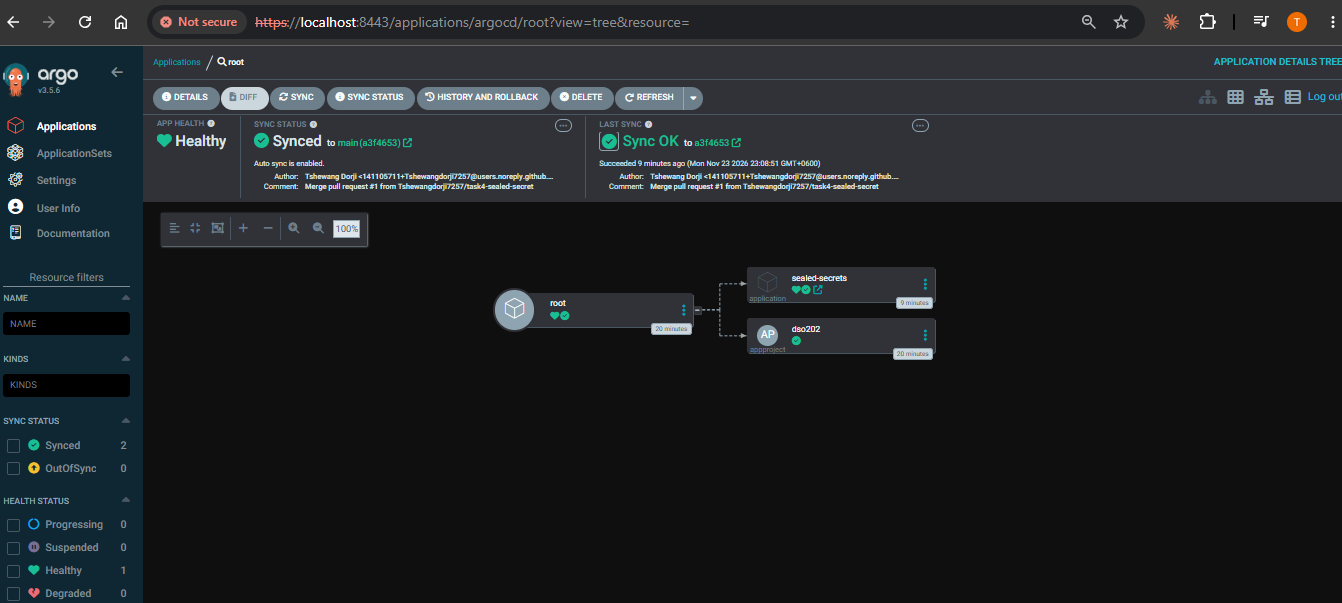 Not secure https://localhost:8443/applications/argocd/root?view=tree&resource= T
argo
v3.5.6
Applications
ApplicationSets
Settings
User Info
Documentation
Resource filters
NAME
NAME
KINDS
KINDS
SYNC STATUS
Synced 2
OutOfSync 0
HEALTH STATUS
Progressing 0
Suspended 0
Healthy 1
Degraded 0
Applications / root APPLICATION DETAILS TREE
DETAILS DIFF SYNC SYNC STATUS HISTORY AND ROLLBACK DELETE REFRESH Log out
APP HEALTH
Healthy
SYNC STATUS
Synced to main(a3f4653)
Auto sync is enabled.
Author: Tshewang Dorji <141105711+Tshewangdorji7257@users.noreply.github....
Comment: Merge pull request #1 from Tshewangdorji7257/task4-sealed-secret
LAST SYNC
Sync OK to a3f4653
Succeeded 9 minutes ago (Mon Nov 23 2026 23:08:51 GMT+0600)
Author: Tshewang Dorji <141105711+Tshewangdorji7257@users.noreply.github....
Comment: Merge pull request #1 from Tshewangdorji7257/task4-sealed-secret
100%
root
20 minutes
sealed-secrets
application
9 minutes
AP
dso202
appproject
20 minutes